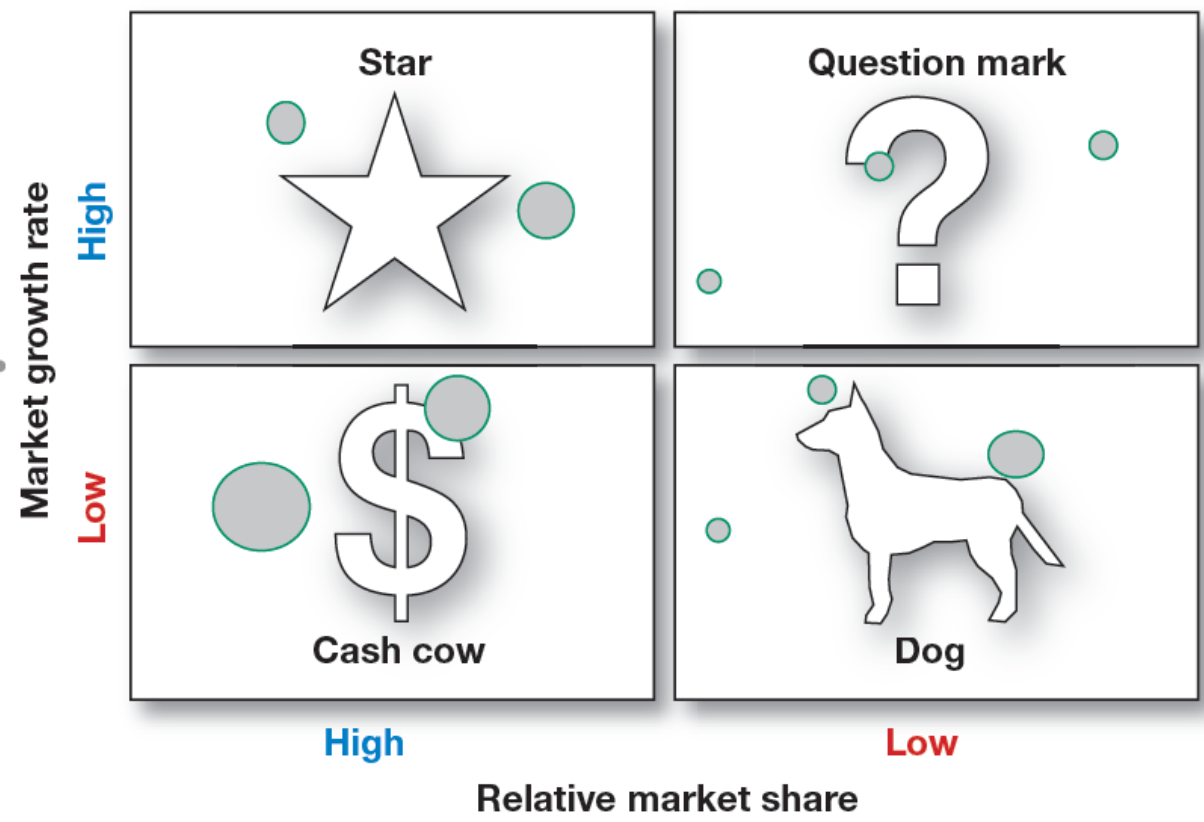 Star
Question mark
Market growth rate
High
Low
$
?
Cash cow
Dog
High
Low
Relative market share